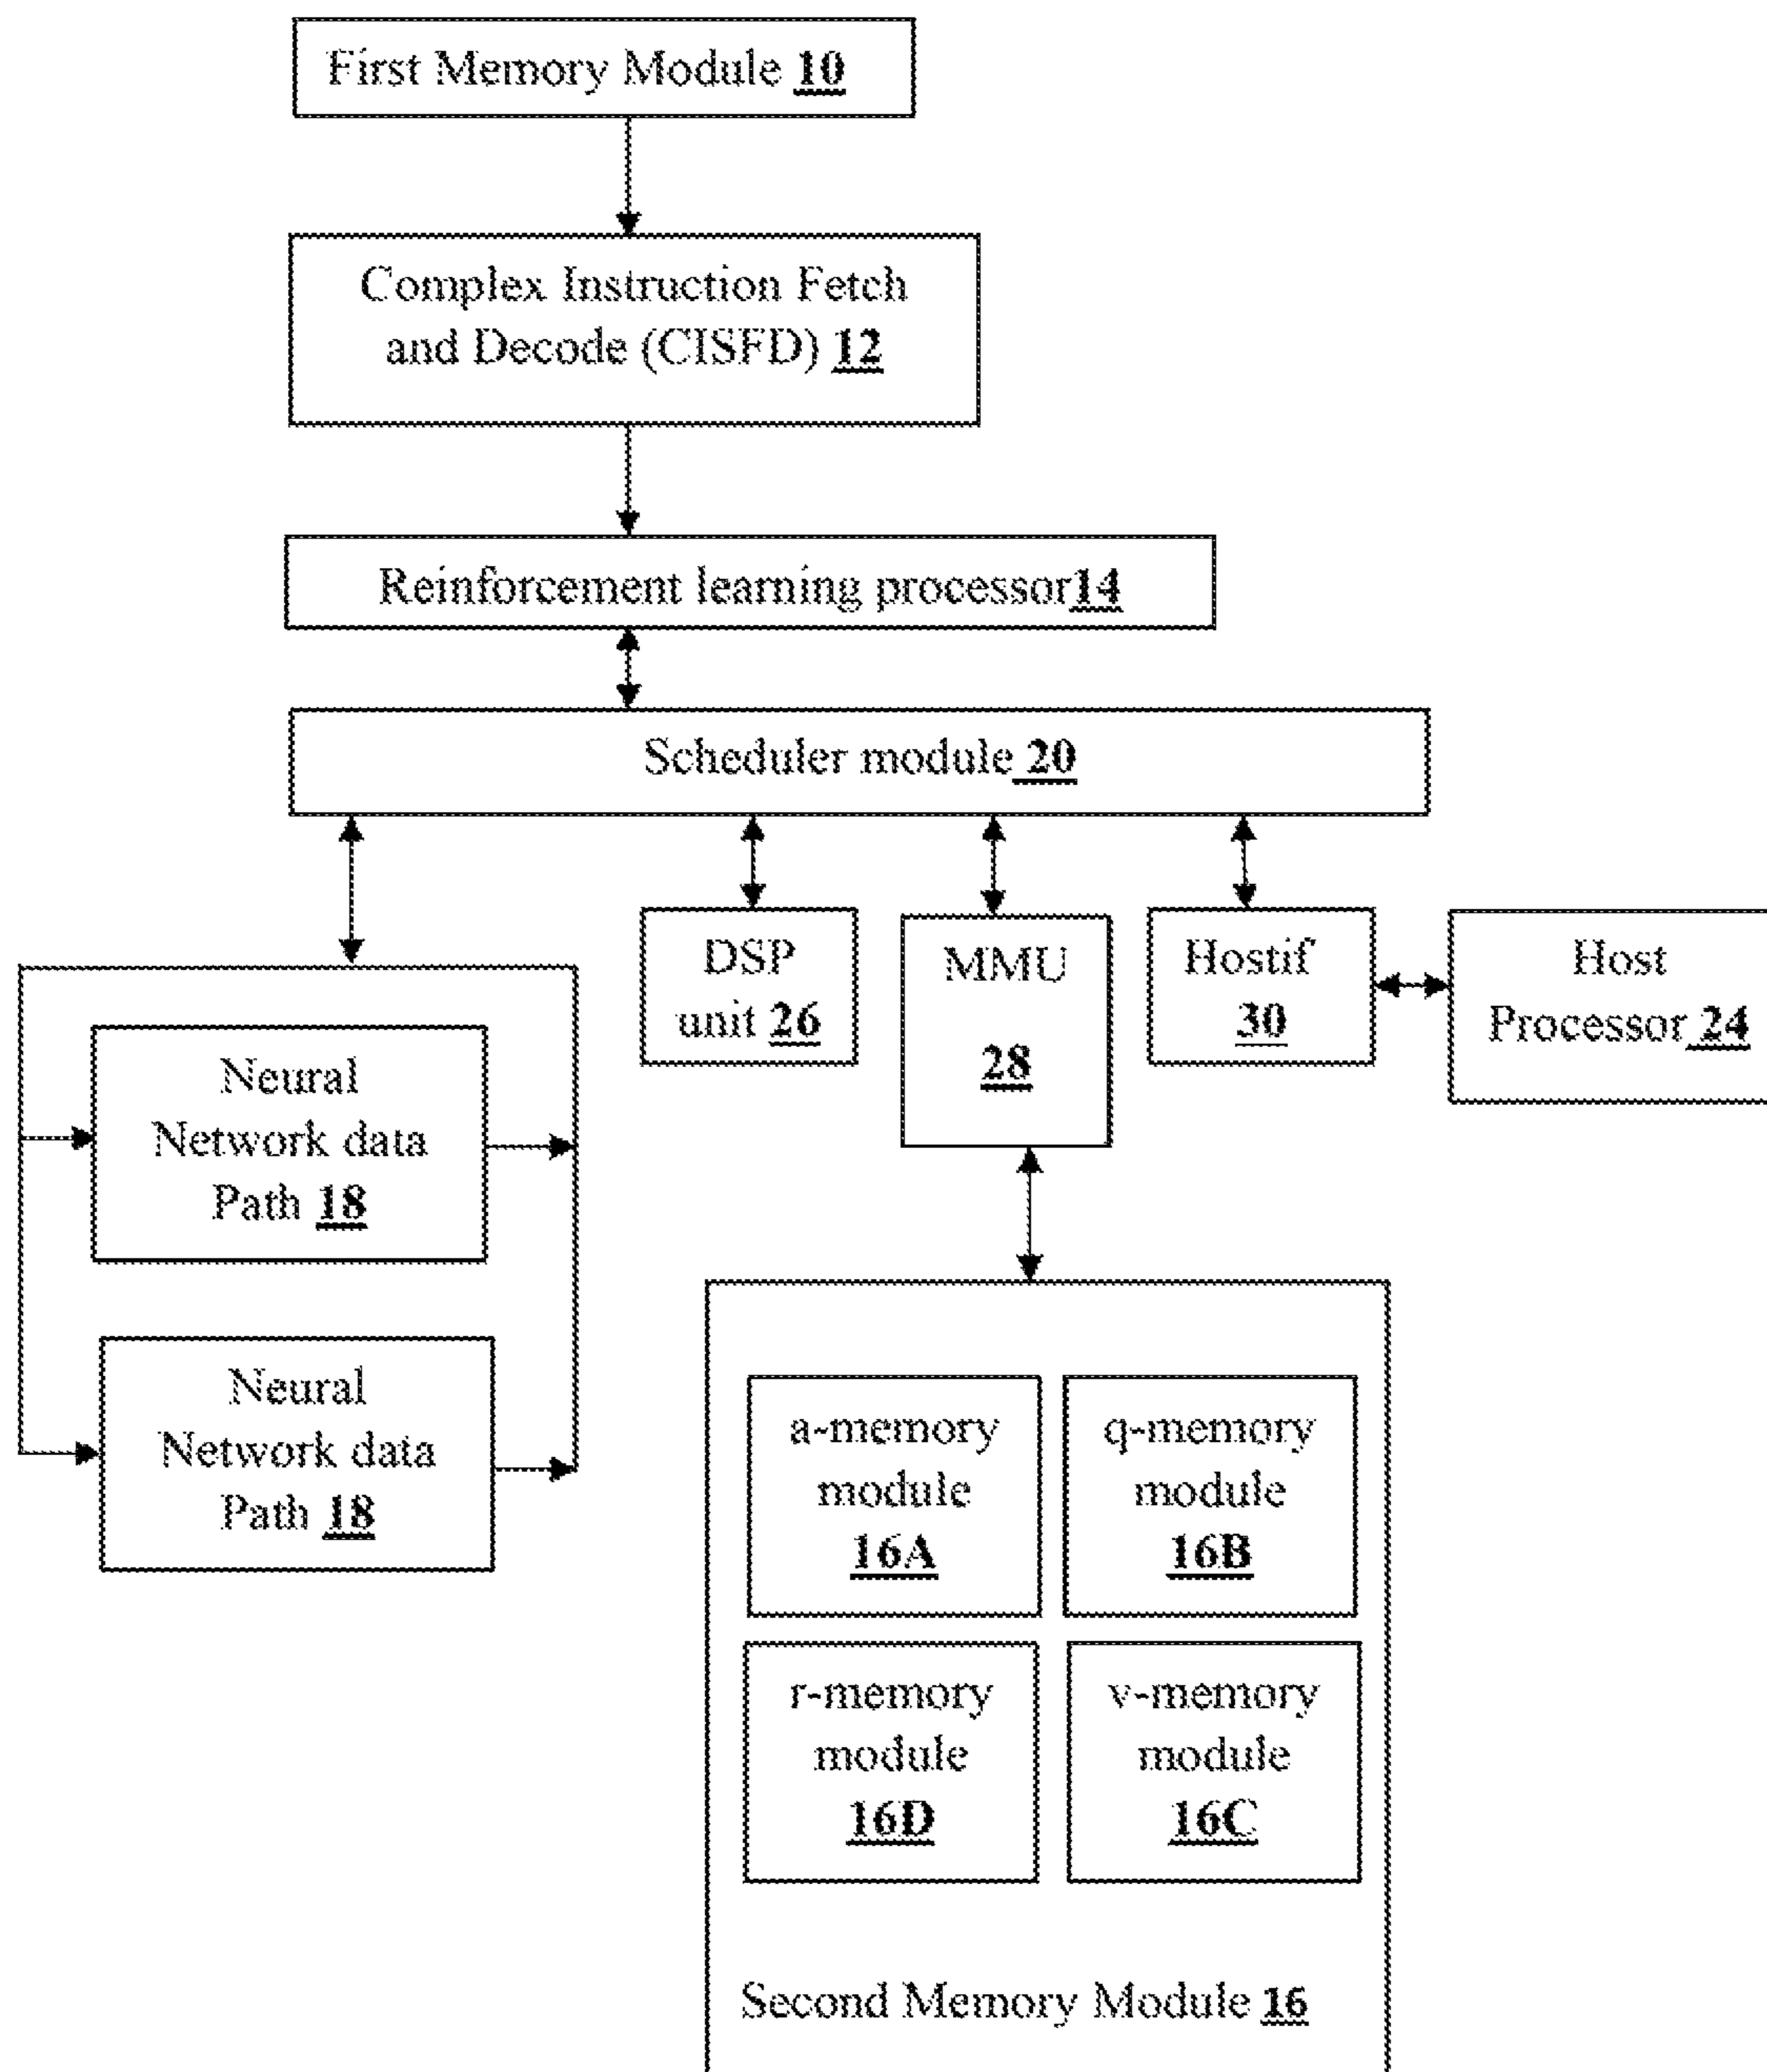 First Memory Module 10
Complex Instruction Fetch
and Decode (CISFD) 12
Reinforcement learning processor14
Scheduler module 20
DSP
unit 26
MMU
28
Hostif
30
Host
Processor 24
Neural
Network data
Path 18
Neural
Network data
Path 18
a-memory
module
16A
q-memory
module
16B
r-memory
module
16D
v-memory
module
16C
Second Memory Module 16